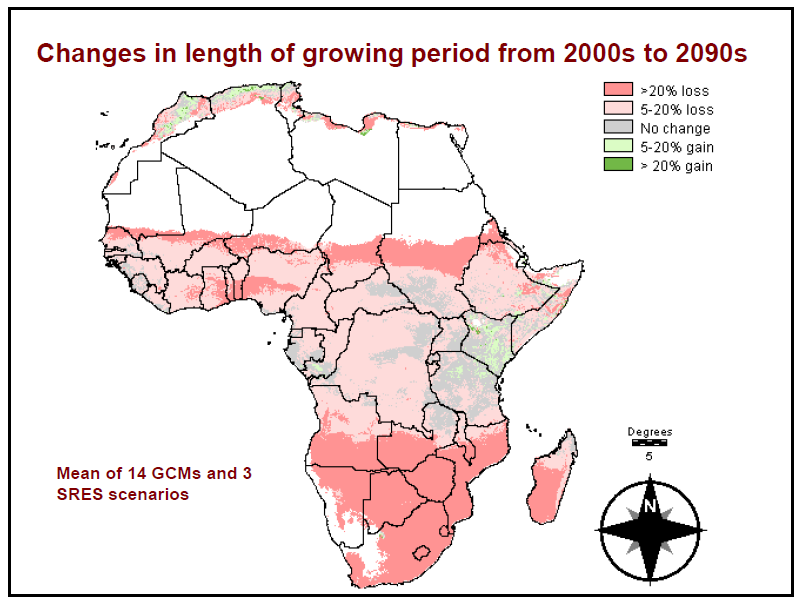 Changes in length of growing period from 2000s to 2090s
>20% loss
5-20% loss
No change
5-20% gain
> 20% gain
Degrees
5
Mean of 14 GCMs and 3
SRES scenarios
N